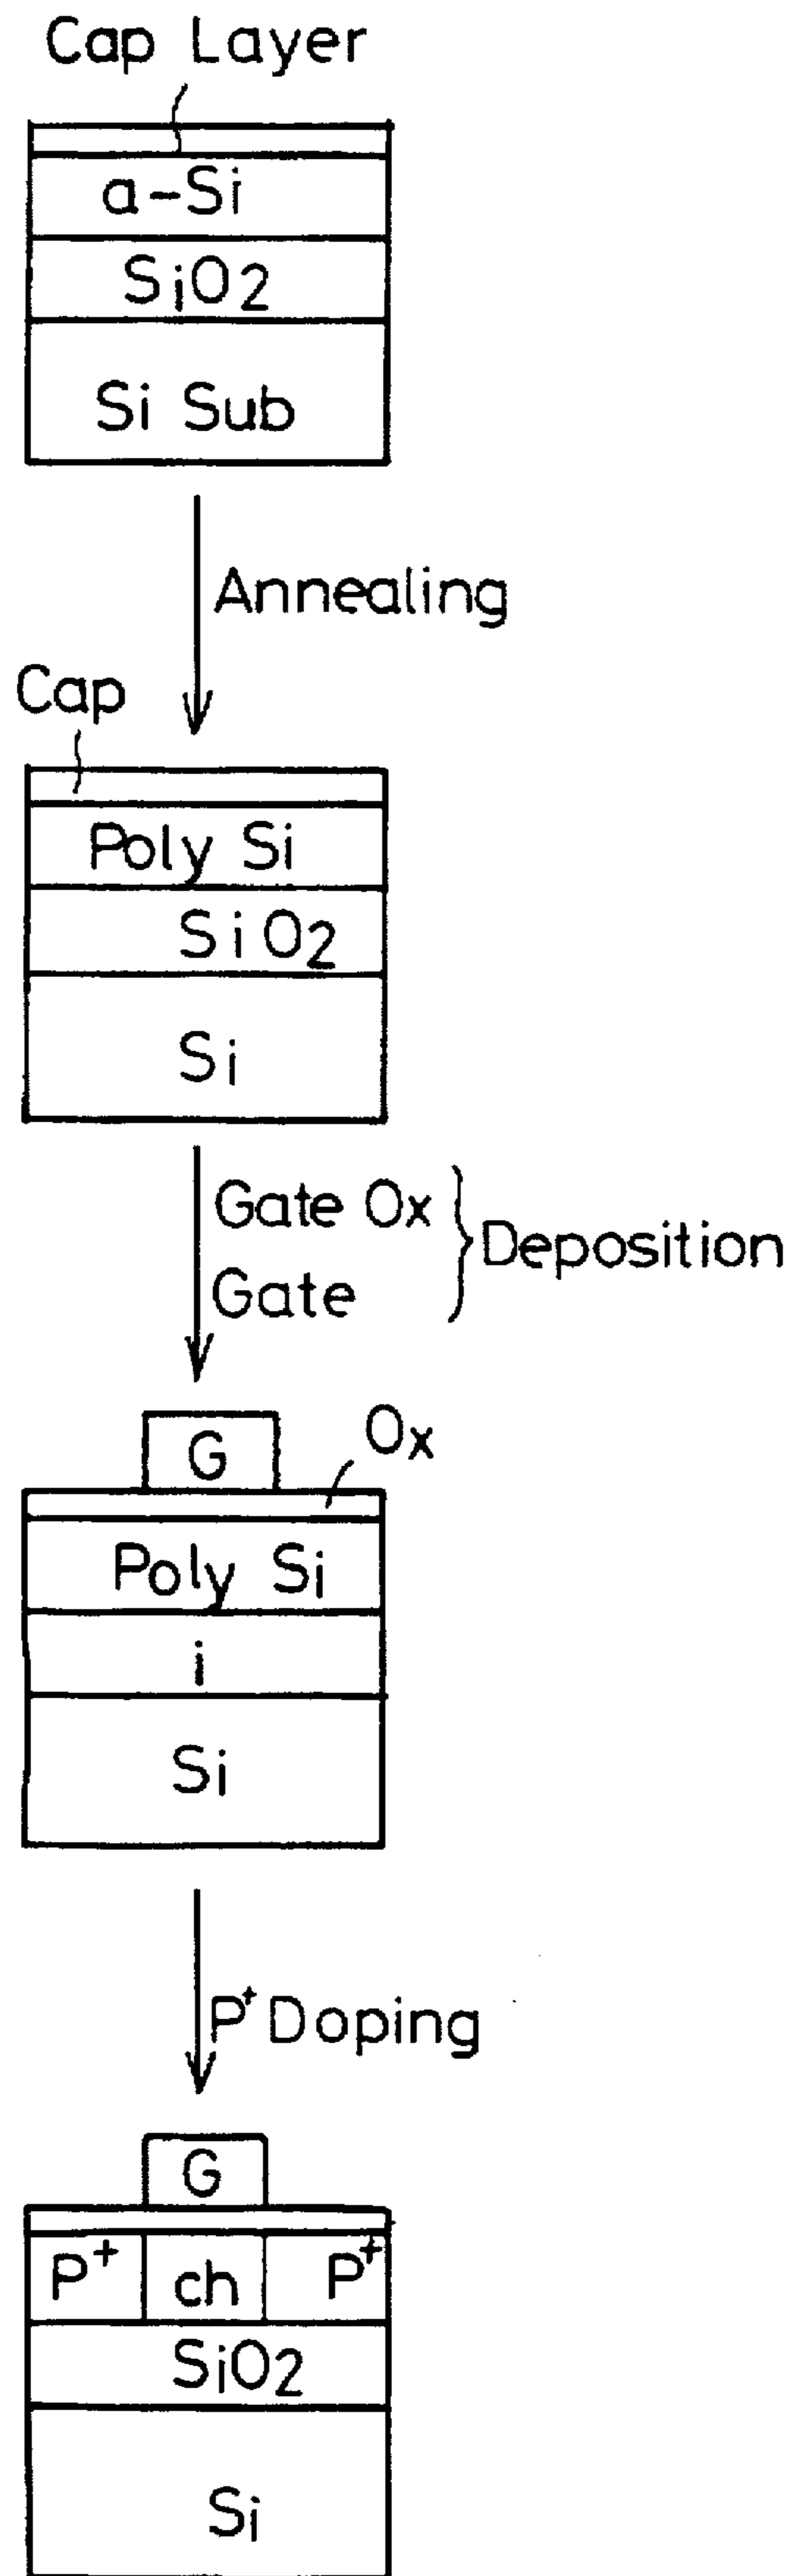 Cap Layer
a-Si
SiO2
Si Sub
Annealing
Cap
Poly Si
SiO2
Si
Gate Ox
Gate
Deposition
G
Ox
Poly Si
i
Si
P+ Doping
G
P+ ch P+
SiO2
Si